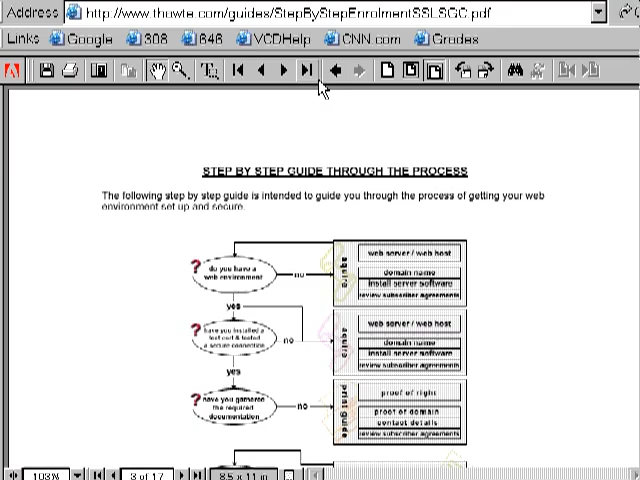 Address http://www.thawte.com/guides/StepByStepEnrolmentSSLSGC.pdf
Links Google 308 646 VCDHelp CNN.com Grades
STEP BY STEP GUIDE THROUGH THE PROCESS
The following step by step guide is intended to guide you through the process of getting your web
environment set up and secure.
do you have a
web environment
no
web server / web host
domain name
install server software
review subscriber agreements
yes
have you installed a
test cert & tested
a secure connection
no
web server / web host
domain name
install server software
review subscriber agreements
yes
have you gathered
the required
documentation
no
print guide
proof of right
proof of domain
contact details
review subscriber agreements
103% 3 of 17 8.5 x 11 in